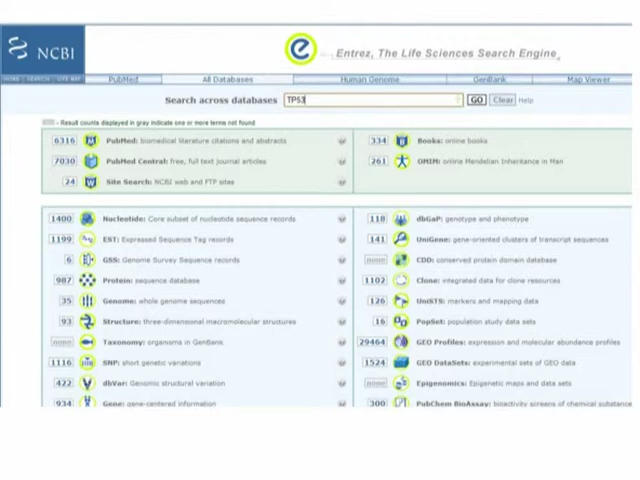 NCBI
Entrez, The Life Sciences Search Engine
HOME SEARCH SITE MAP PubMed All Databases Human Genome GenBank Map Viewer
Search across databases TP53 GO Clear Help
- Result counts displayed in gray indicate one or more terms not found
6316 PubMed: biomedical literature citations and abstracts
7030 PubMed Central: free, full text journal articles
24 Site Search: NCBI web and FTP sites
334 Books: online books
261 OMIM: online Mendelian Inheritance in Man
1400 Nucleotide: Core subset of nucleotide sequence records
1199 EST: Expressed Sequence Tag records
6 GSS: Genome Survey Sequence records
987 Protein: sequence database
35 Genome: whole genome sequences
93 Structure: three-dimensional macromolecular structures
none Taxonomy: organisms in GenBank
1116 SNP: short genetic variations
422 dbVar: Genomic structural variation
934 Gene: gene-centered information
118 dbGaP: genotype and phenotype
141 UniGene: gene-oriented clusters of transcript sequences
none CDD: conserved protein domain database
1102 Clone: integrated data for clone resources
126 UniSTS: markers and mapping data
16 PopSet: population study data sets
29464 GEO Profiles: expression and molecular abundance profiles
1524 GEO DataSets: experimental sets of GEO data
none Epigenomics: Epigenetic maps and data sets
300 PubChem BioAssay: bioactivity screens of chemical substance